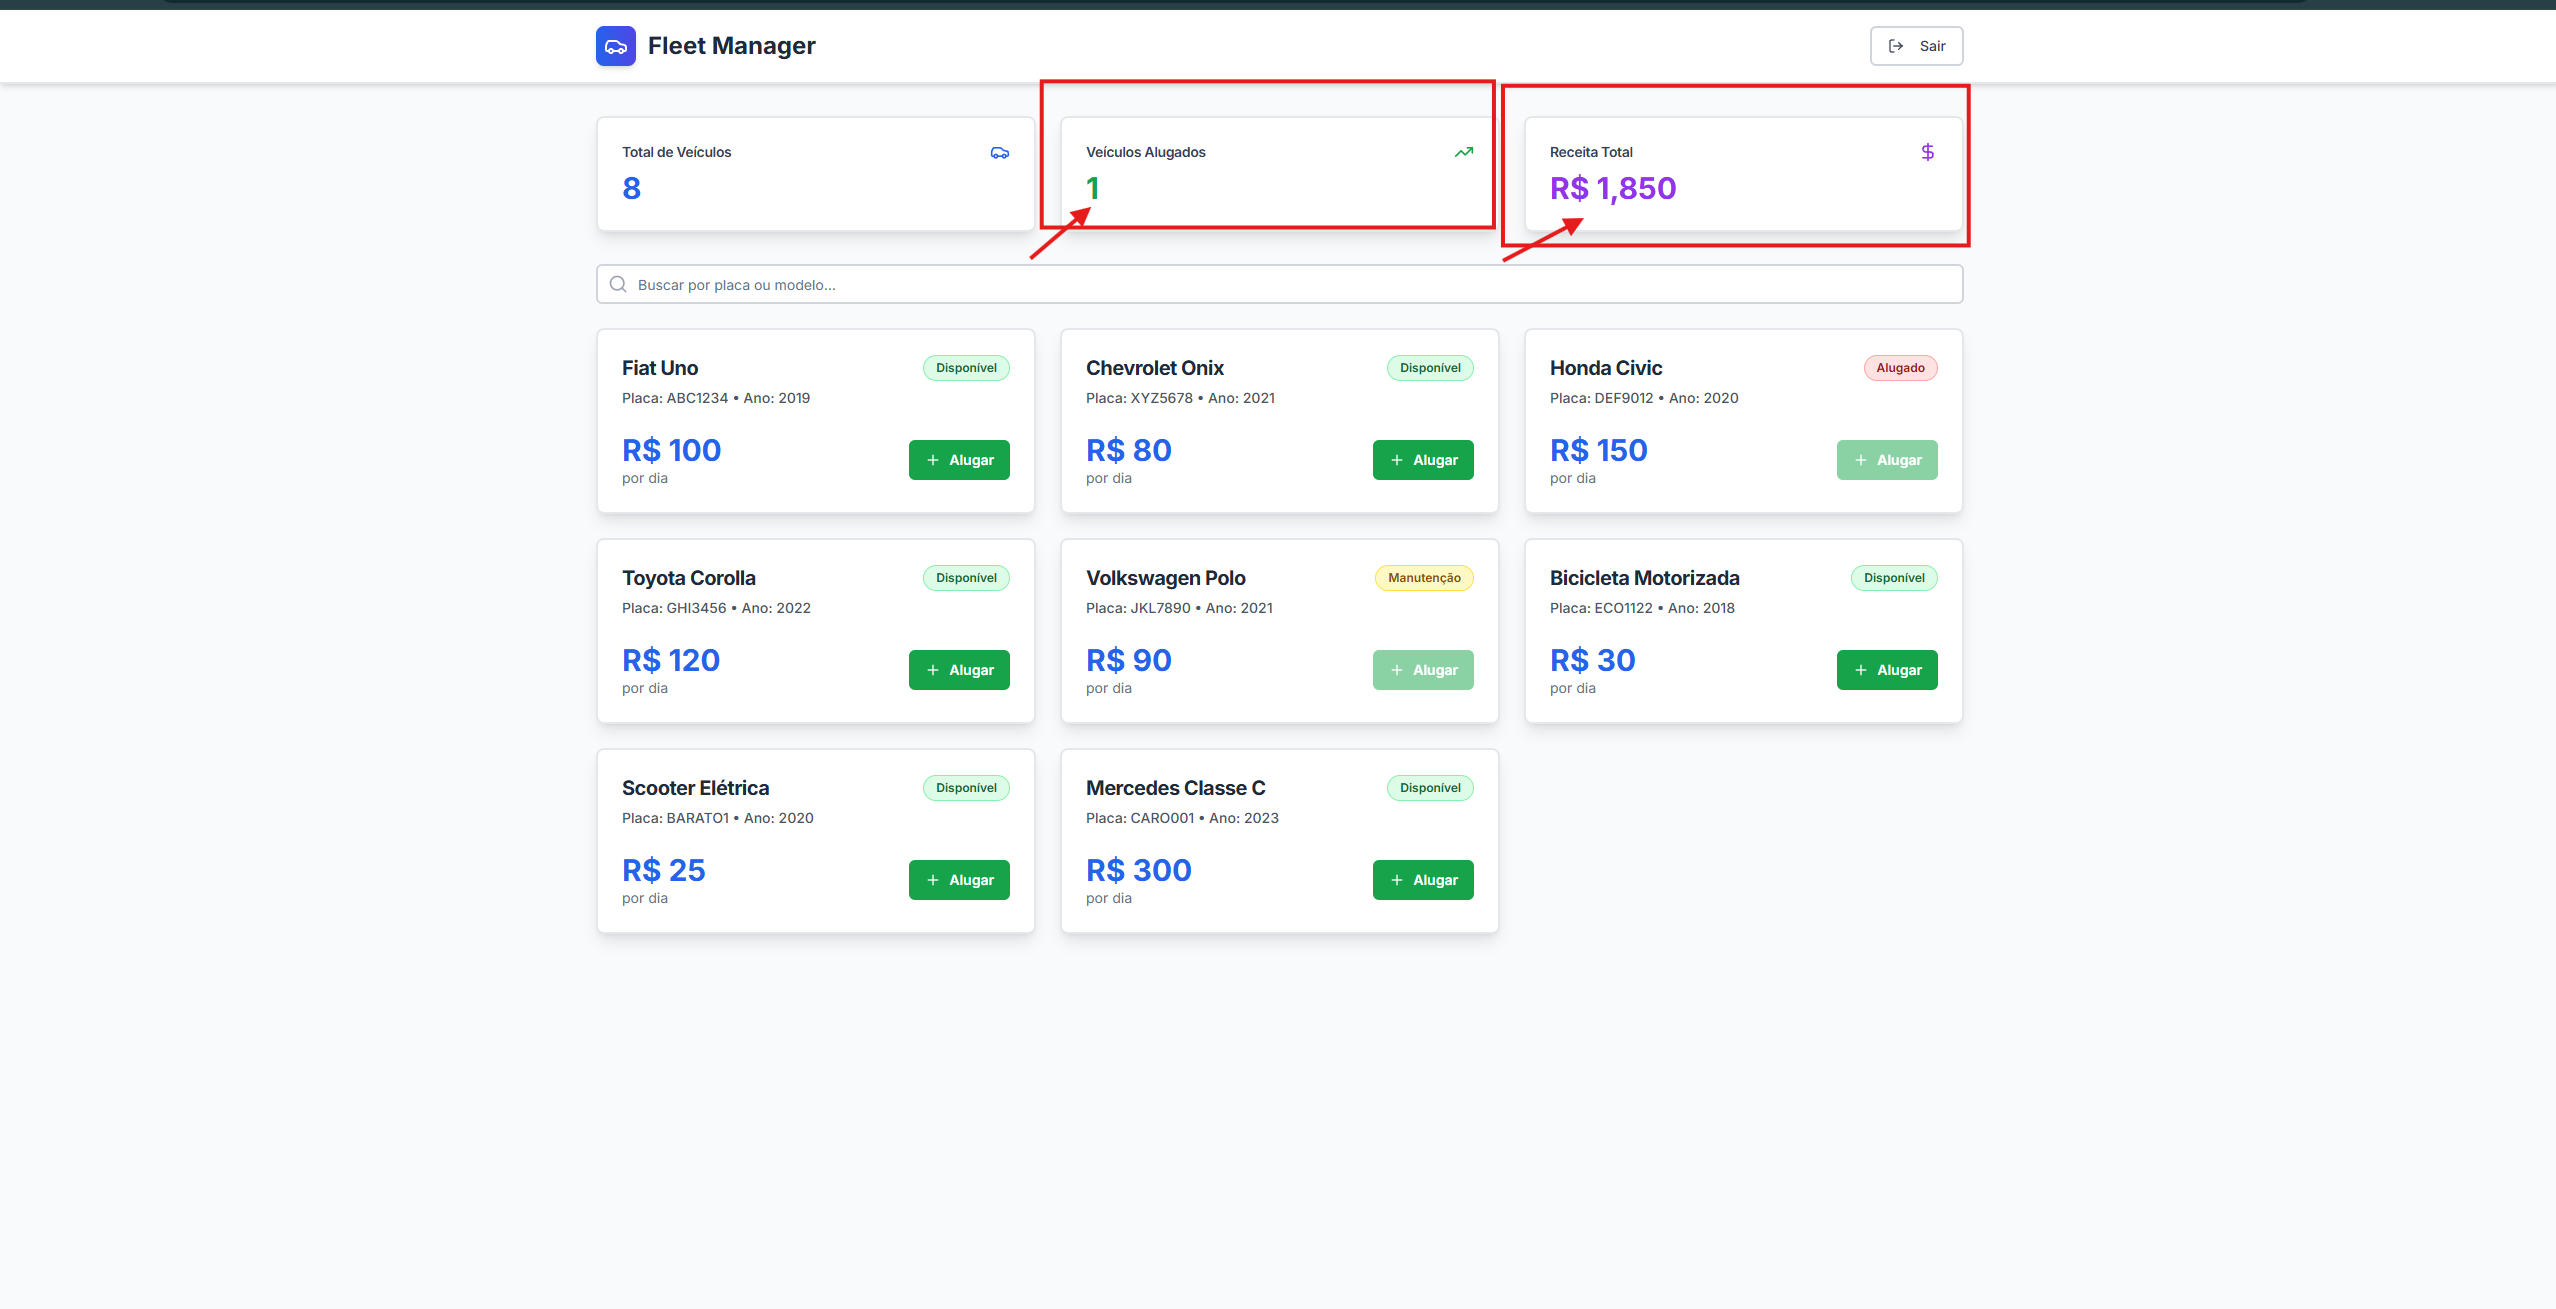 Fleet Manager
Sair
Total de Veículos
8
Veículos Alugados
1
Receita Total
R$ 1,850
Buscar por placa ou modelo...
Fiat Uno
Disponível
Placa: ABC1234 • Ano: 2019
R$ 100
por dia
Alugar
Chevrolet Onix
Disponível
Placa: XYZ5678 • Ano: 2021
R$ 80
por dia
Alugar
Honda Civic
Alugado
Placa: DEF9012 • Ano: 2020
R$ 150
por dia
Alugar
Toyota Corolla
Disponível
Placa: GHI3456 • Ano: 2022
R$ 120
por dia
Alugar
Volkswagen Polo
Manutenção
Placa: JKL7890 • Ano: 2021
R$ 90
por dia
Alugar
Bicicleta Motorizada
Disponível
Placa: ECO1122 • Ano: 2018
R$ 30
por dia
Alugar
Scooter Elétrica
Disponível
Placa: BARATO1 • Ano: 2020
R$ 25
por dia
Alugar
Mercedes Classe C
Disponível
Placa: CARO001 • Ano: 2023
R$ 300
por dia
Alugar